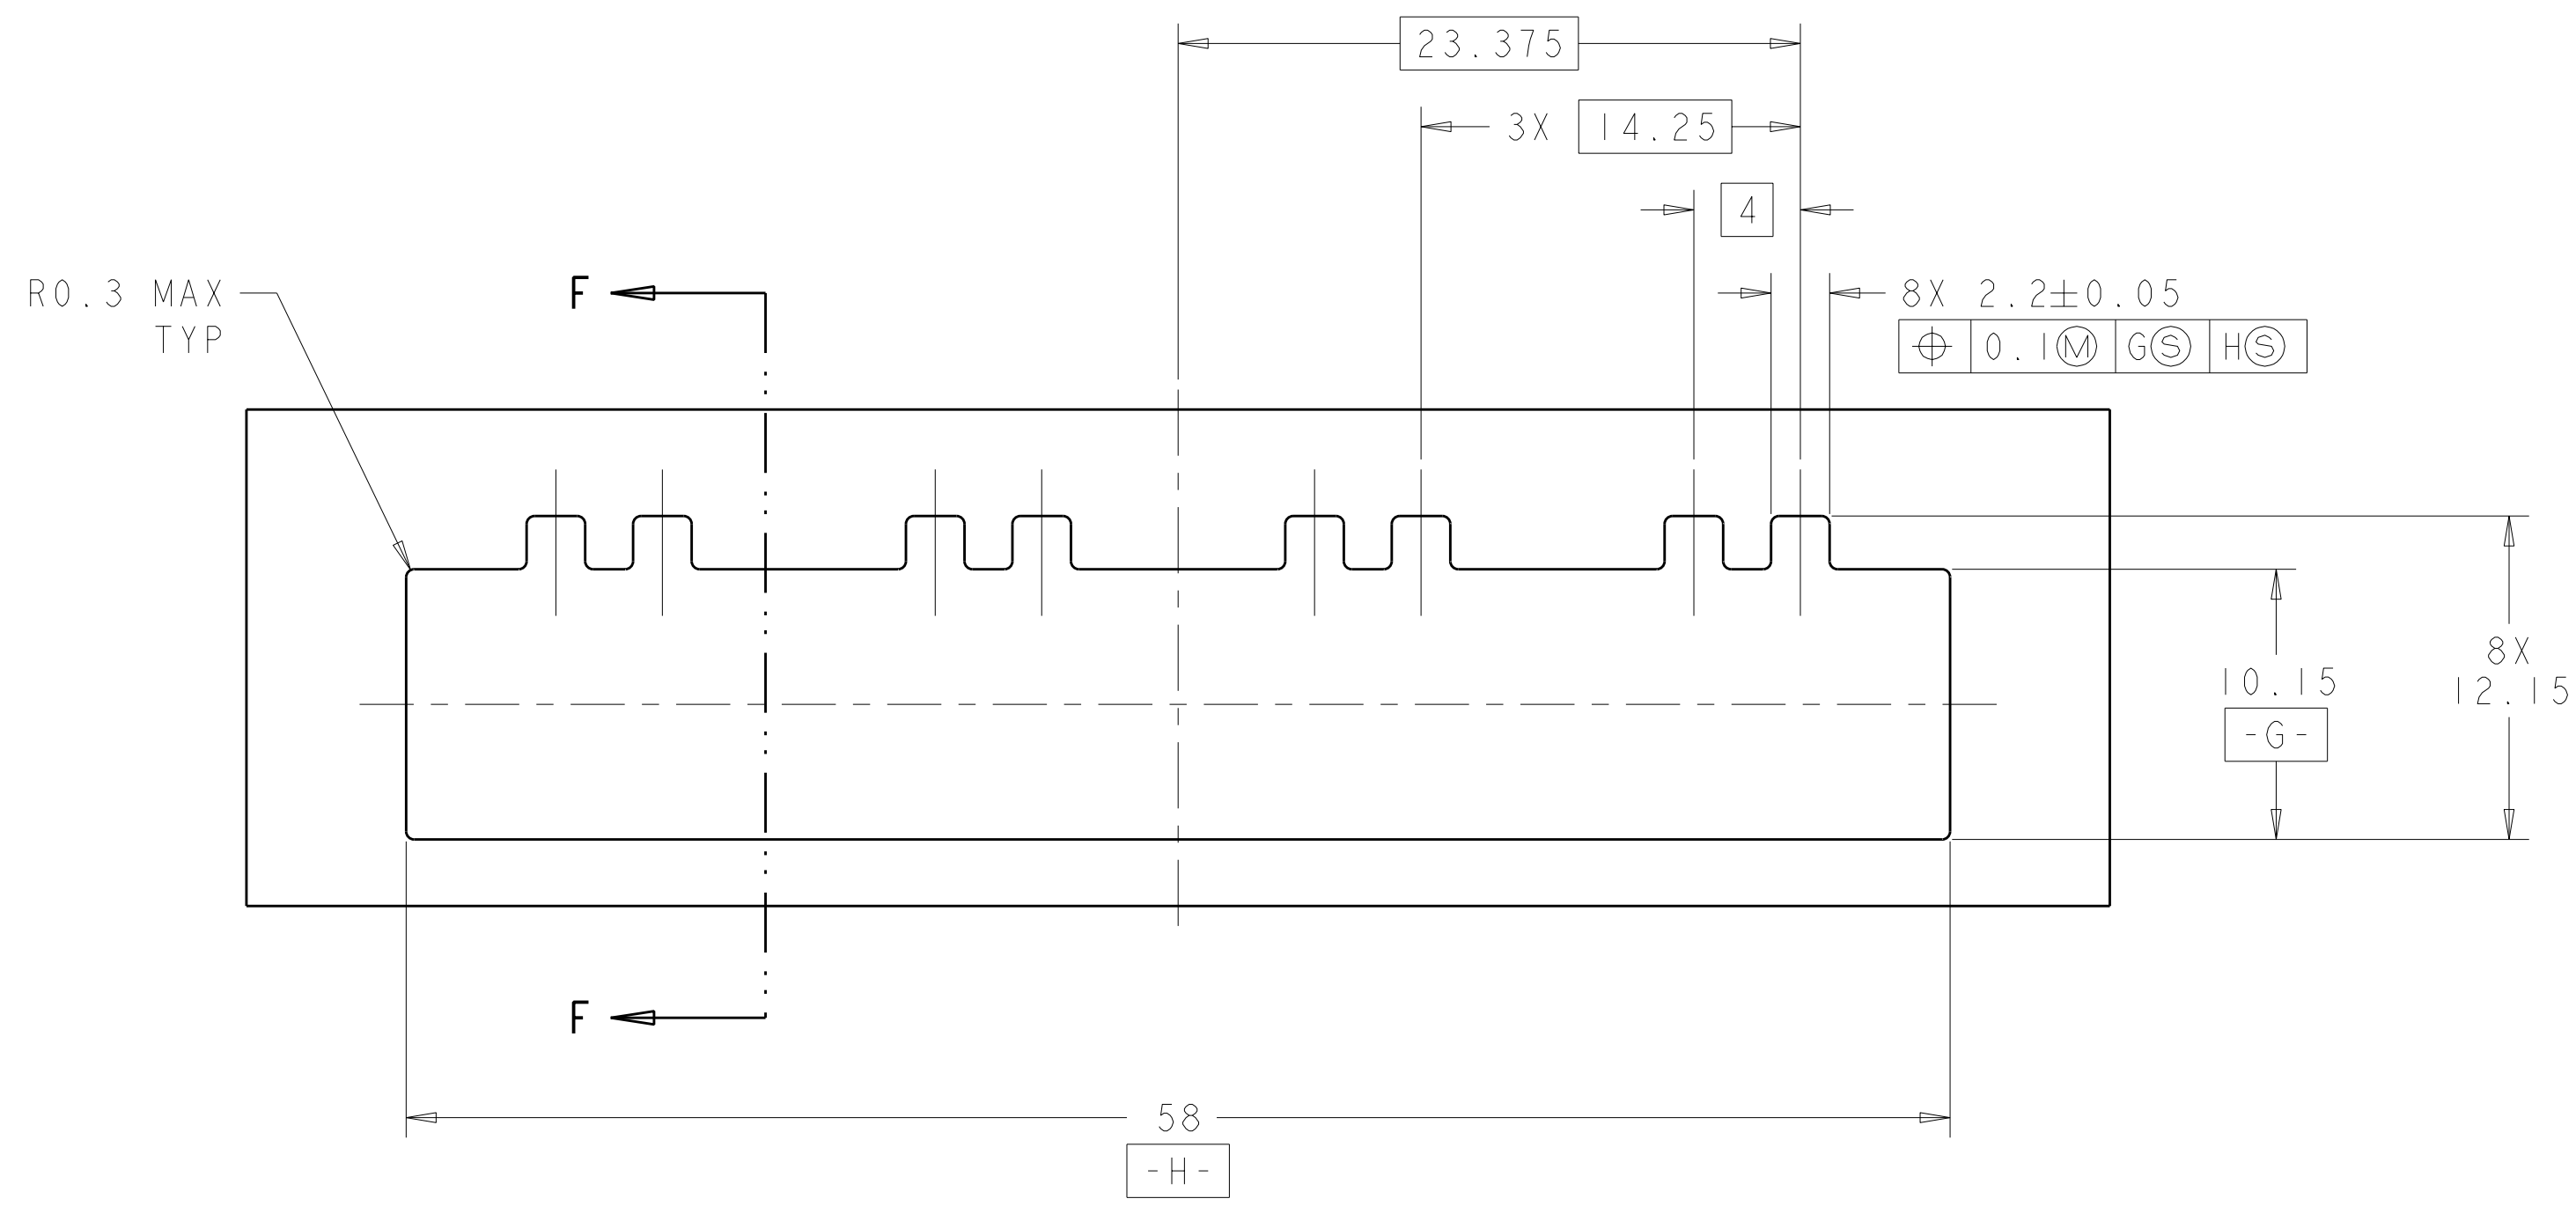 23.375
3X 14.25
4
R0.3 MAX
TYP
F
8X 2.2±0.05
⌖ 0.1Ⓜ GⓈ HⓈ
8X
12.15
10.15
-G-
F
58
-H-